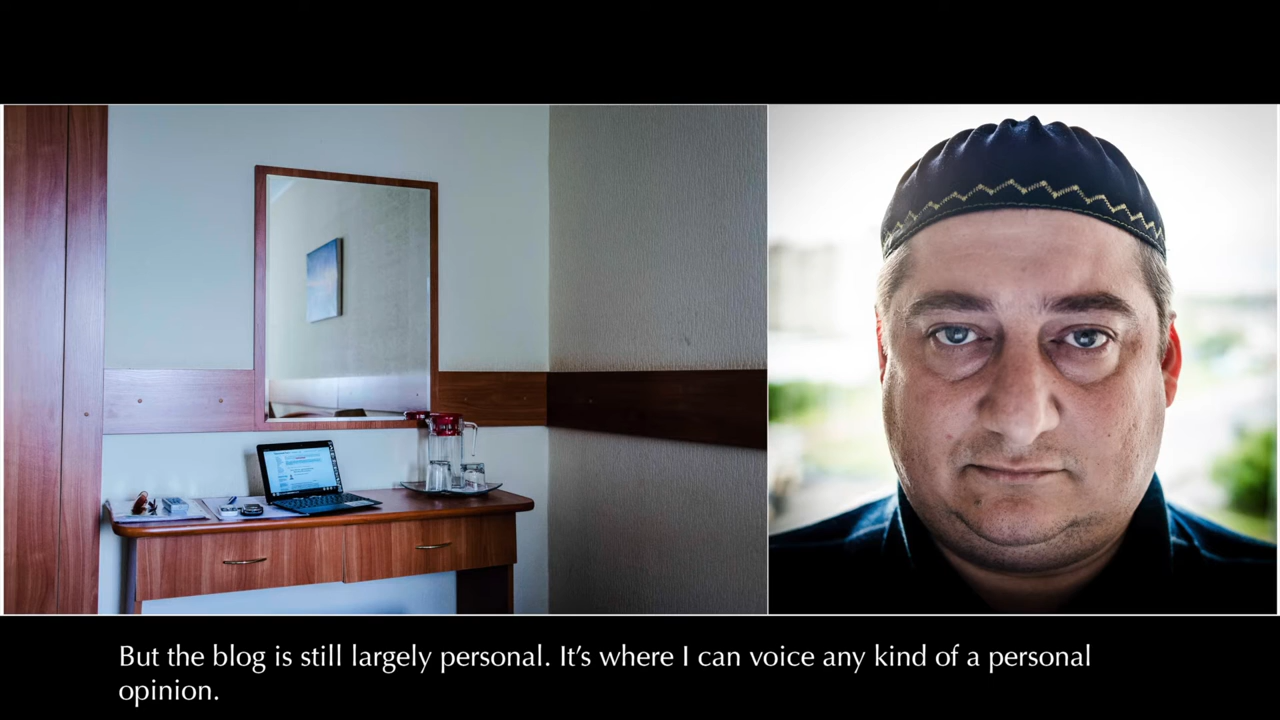 But the blog is still largely personal. It’s where I can voice any kind of a personal
opinion.